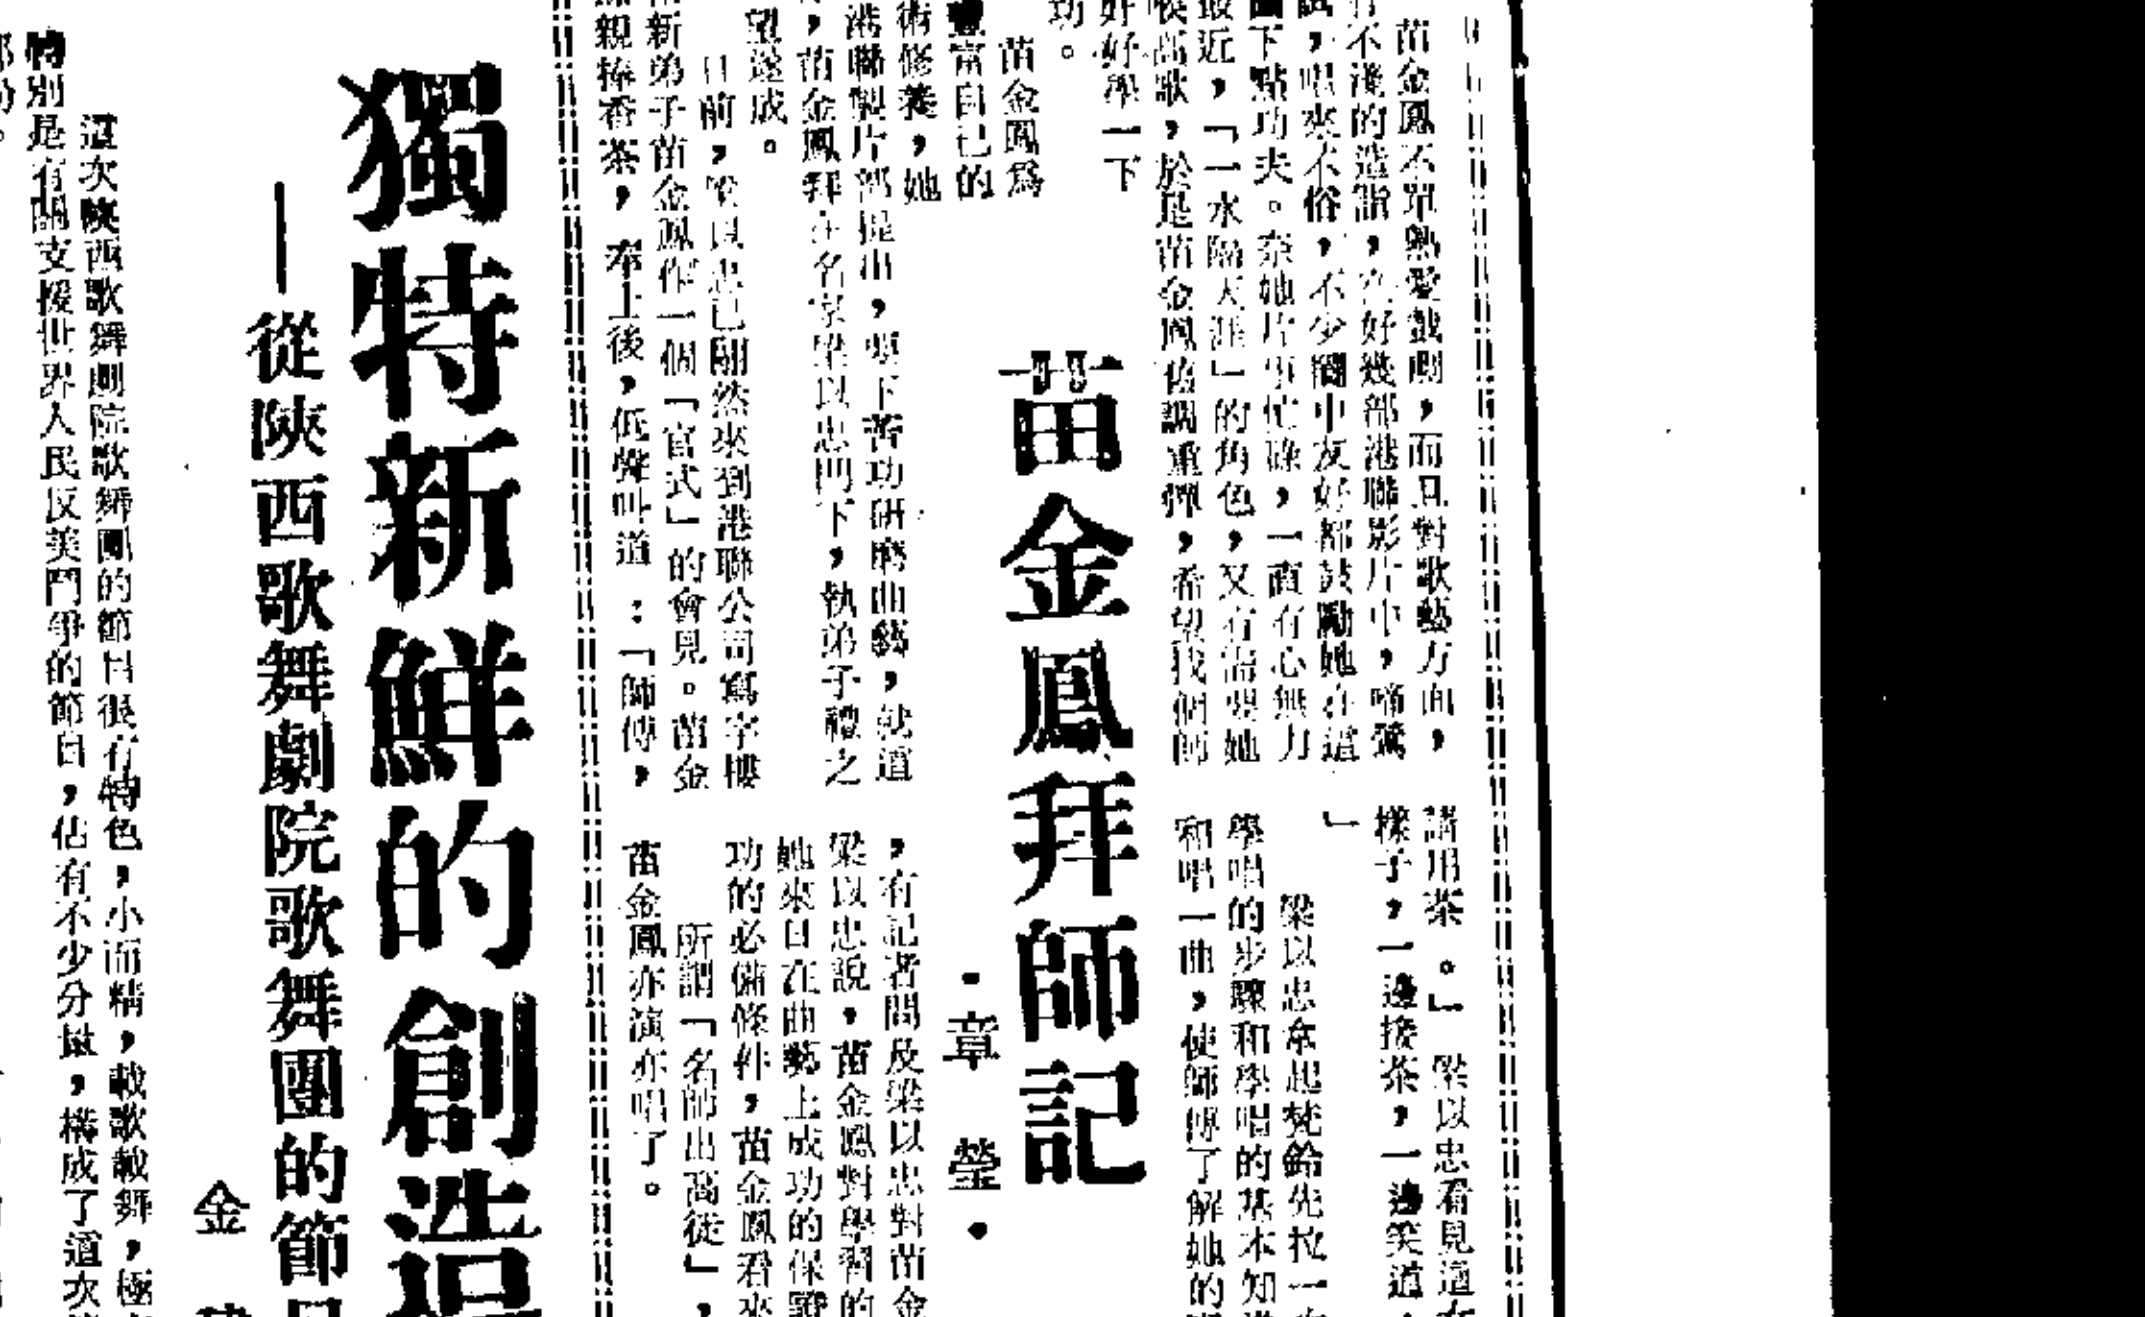 苗金鳳拜師記
·章 瑩·
苗金鳳不單熱愛戲劇，而且對歌藝方面，
不淺的造詣，在好幾部港聯影片中，啼鶯
，唱來不俗，不少圈中友好都鼓勵她在這
下點功夫。奈她片事忙碌，一直有心無力
最近，「一水隔天涯」的角色，又有需要她
喉高歌，於是苗金鳳舊調重彈，希望找個師
好好學一下
功。
苗金鳳爲
豐富自己的
術修養，她
港聯製片部提出，要下苦功研磨曲藝，就這
，苗金鳳拜在名家梁以忠門下，執弟子禮之
望遂成。
日前，梁以忠已翩然來到港聯公司寫字樓
新弟子苗金鳳作一個「官式」的會見。苗金
親捧香茶，奉上後，低聲叫道：「師傅，
請用茶。」梁以忠看見這
樣子，一邊接茶，一邊笑道
」
梁以忠拿起梵鈴先拉一
學唱的步驟和學唱的基本知
和唱一曲，使師傅了解她的
，有記者問及梁以忠對苗金
梁以忠說，苗金鳳對學習的
她來日在曲藝上成功的保證
功的必備條件，苗金鳳看來
所謂「名師出高徒」，
苗金鳳亦演亦唱了。
獨特新鮮的創造
——從陝西歌舞劇院歌舞團的節
金
這次陝西歌舞劇院歌舞團的節目很有特色，小而精，載歌載舞，極
特別是有關支援世界人民反美鬥爭的節目，佔有不少分量，構成了這次